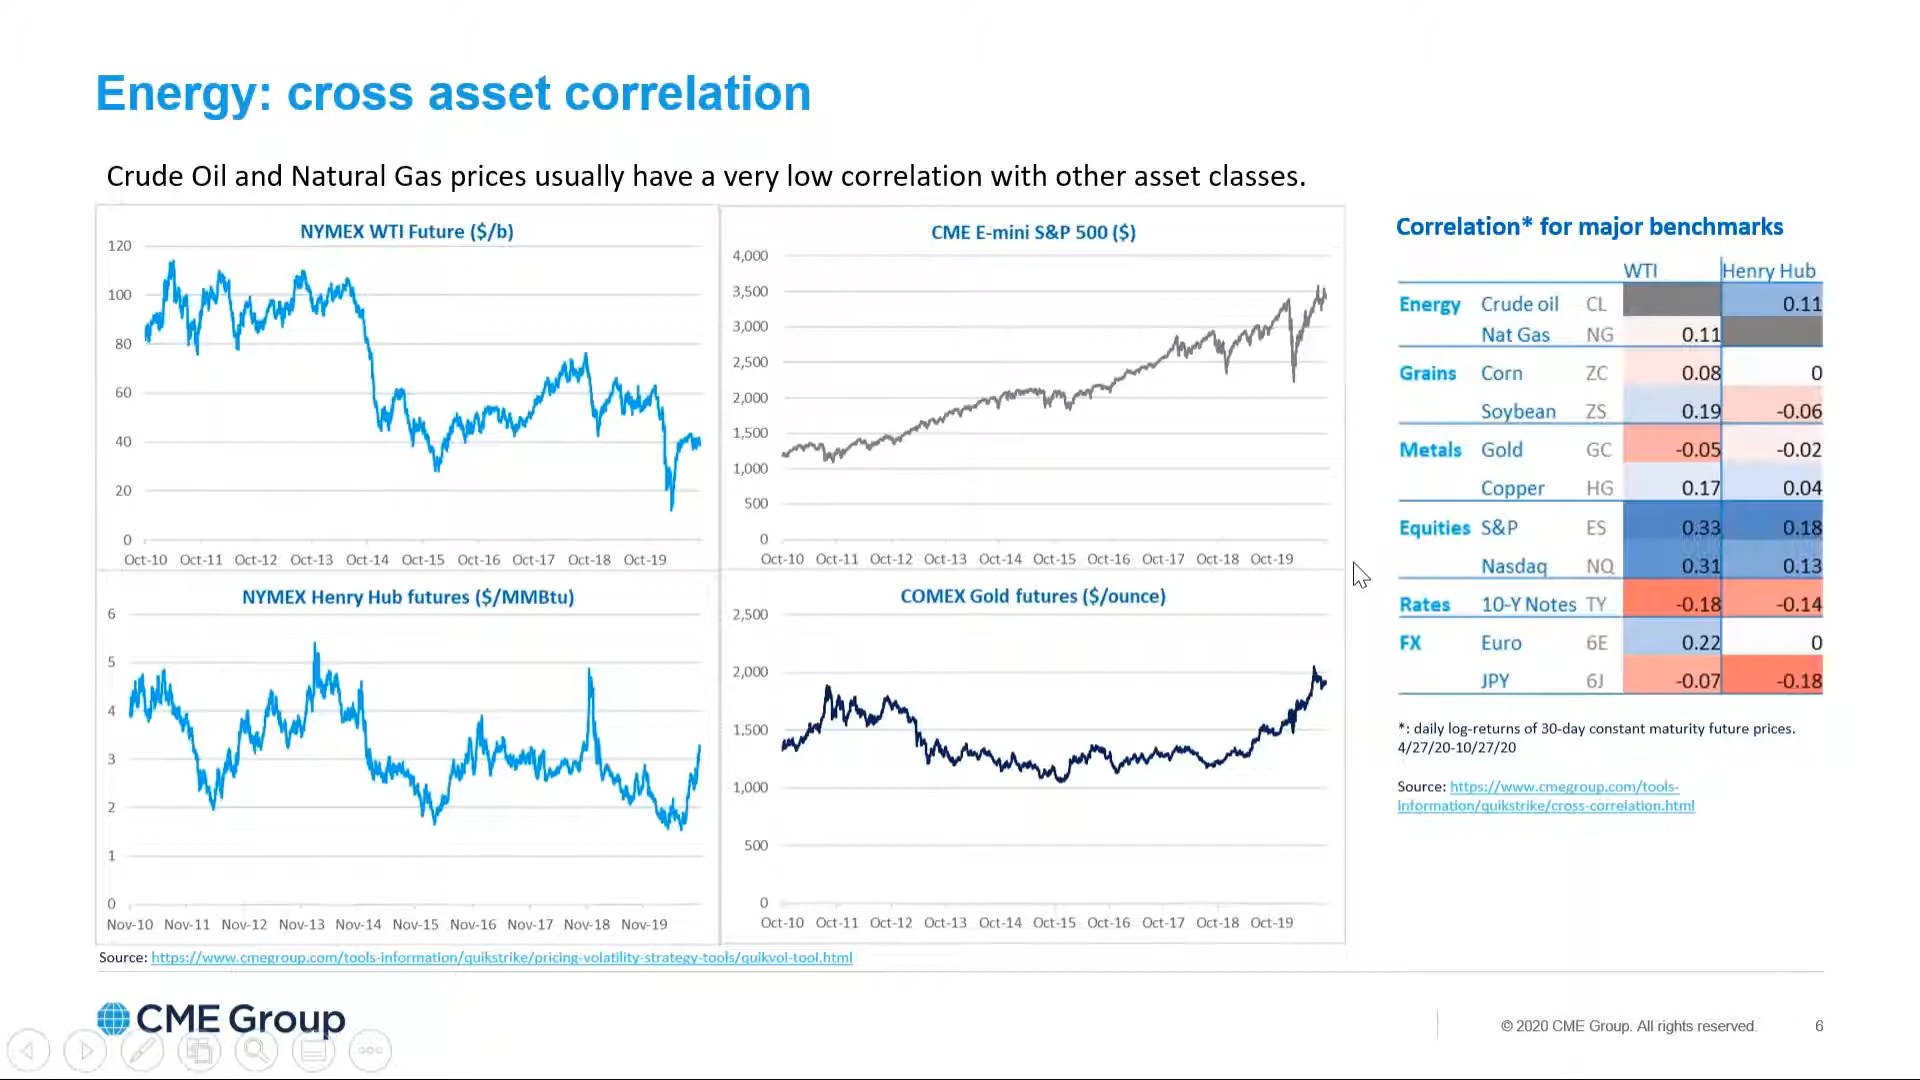 Energy: cross asset correlation
Crude Oil and Natural Gas prices usually have a very low correlation with other asset classes.
NYMEX WTI Future ($/b)
120
100
80
60
40
20
0
Oct-10 Oct-11 Oct-12 Oct-13 Oct-14 Oct-15 Oct-16 Oct-17 Oct-18 Oct-19
CME E-mini S&P 500 ($)
4,000
3,500
3,000
2,500
2,000
1,500
1,000
500
0
Oct-10 Oct-11 Oct-12 Oct-13 Oct-14 Oct-15 Oct-16 Oct-17 Oct-18 Oct-19
NYMEX Henry Hub futures ($/MMBtu)
6
5
4
3
2
1
0
Nov-10 Nov-11 Nov-12 Nov-13 Nov-14 Nov-15 Nov-16 Nov-17 Nov-18 Nov-19
COMEX Gold futures ($/ounce)
2,500
2,000
1,500
1,000
500
0
Oct-10 Oct-11 Oct-12 Oct-13 Oct-14 Oct-15 Oct-16 Oct-17 Oct-18 Oct-19
Source: https://www.cmegroup.com/tools-information/quikstrike/pricing-volatility-strategy-tools/quikvol-tool.html
Correlation* for major benchmarks
WTI Henry Hub
Energy Crude oil CL 0.11
Nat Gas NG 0.11
Grains Corn ZC 0.08 0
Soybean ZS 0.19 -0.06
Metals Gold GC -0.05 -0.02
Copper HG 0.17 0.04
Equities S&P ES 0.33 0.18
Nasdaq NQ 0.31 0.13
Rates 10-Y Notes TY -0.18 -0.14
FX Euro 6E 0.22 0
JPY 6J -0.07 -0.18
*: daily log-returns of 30-day constant maturity future prices.
4/27/20-10/27/20
Source: https://www.cmegroup.com/tools-
information/quikstrike/cross-correlation.html
CME Group
© 2020 CME Group. All rights reserved. 6